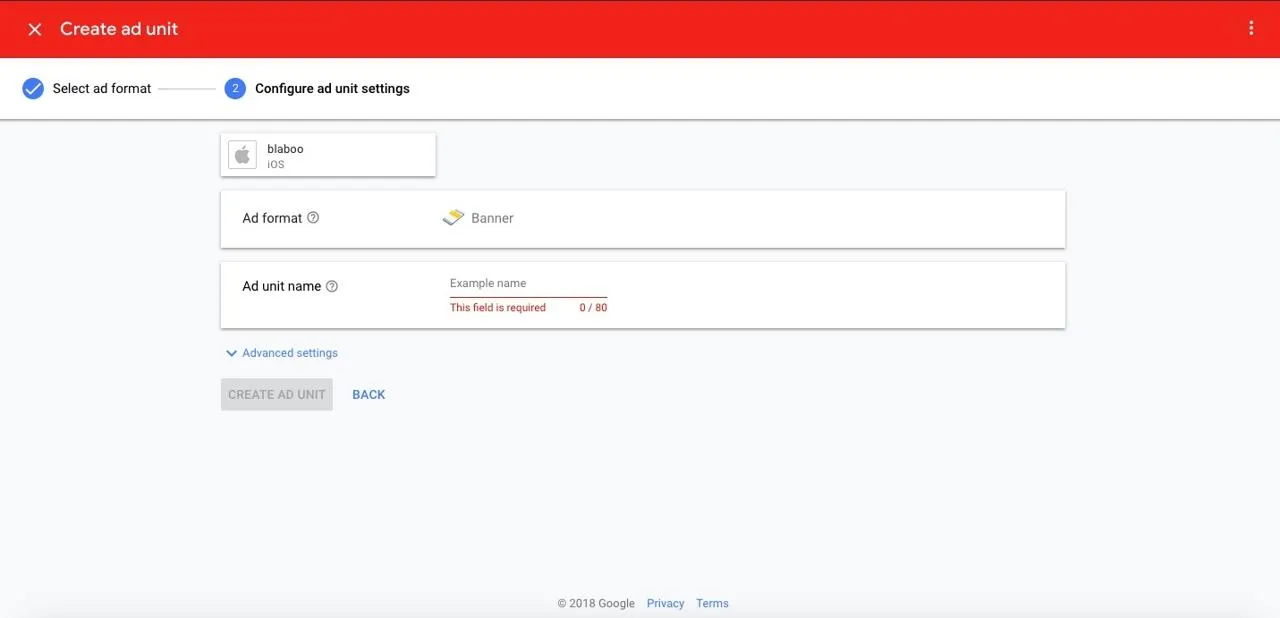 Create ad unit
Select ad format
2 Configure ad unit settings
blaboo
iOS
Ad format
Banner
Ad unit name
Example name
This field is required 0 / 80
Advanced settings
CREATE AD UNIT BACK
© 2018 Google Privacy Terms